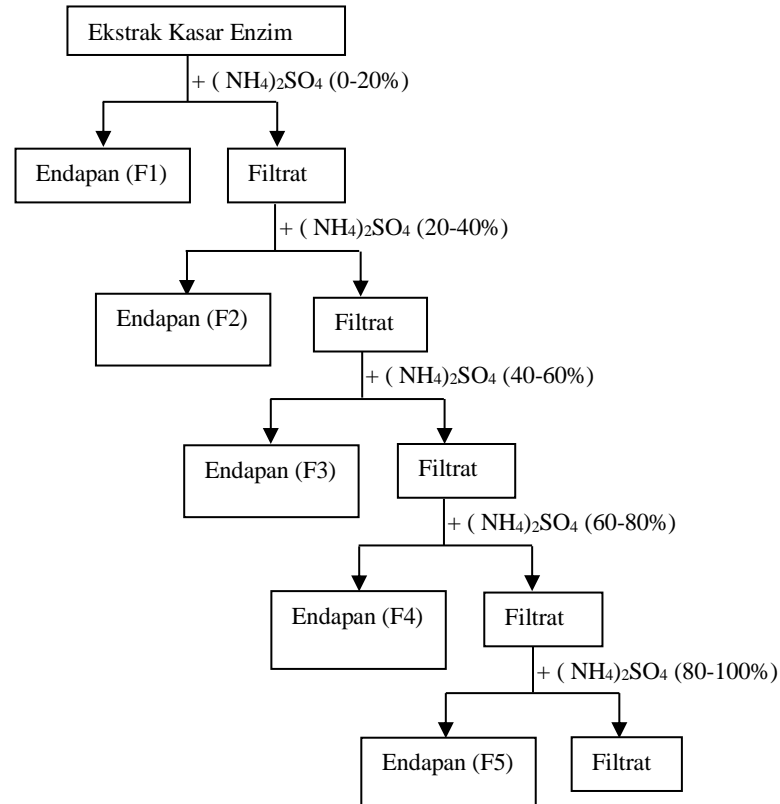 Ekstrak Kasar Enzim
+ ( NH₄)₂SO₄ (0-20%)
Endapan (F1)
Filtrat
+ ( NH₄)₂SO₄ (20-40%)
Endapan (F2)
Filtrat
+ ( NH₄)₂SO₄ (40-60%)
Endapan (F3)
Filtrat
+ ( NH₄)₂SO₄ (60-80%)
Endapan (F4)
Filtrat
+ ( NH₄)₂SO₄ (80-100%)
Endapan (F5)
Filtrat